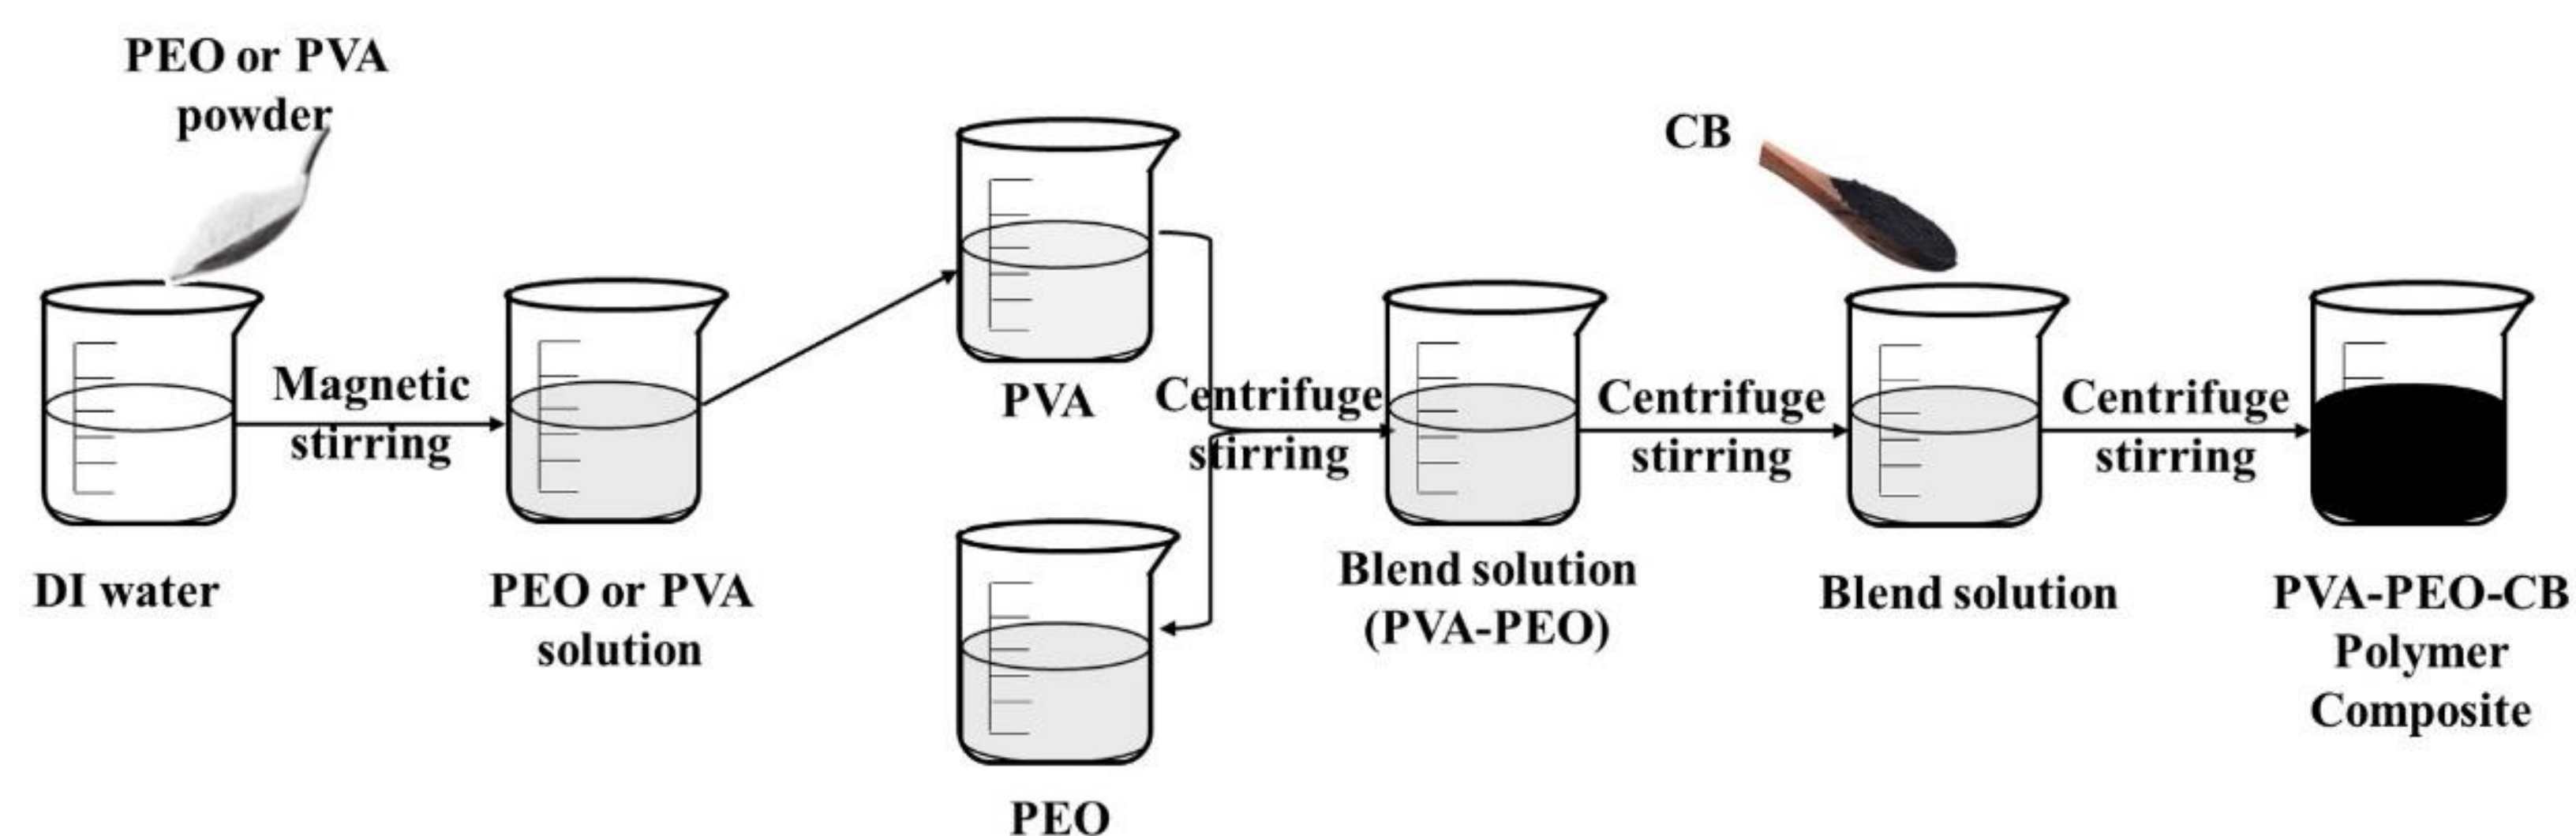 PEO or PVA
powder
DI water
Magnetic
stirring
PEO or PVA
solution
PVA
PEO
Centrifuge
stirring
Blend solution
(PVA-PEO)
Centrifuge
stirring
CB
Blend solution
Centrifuge
stirring
PVA-PEO-CB
Polymer
Composite